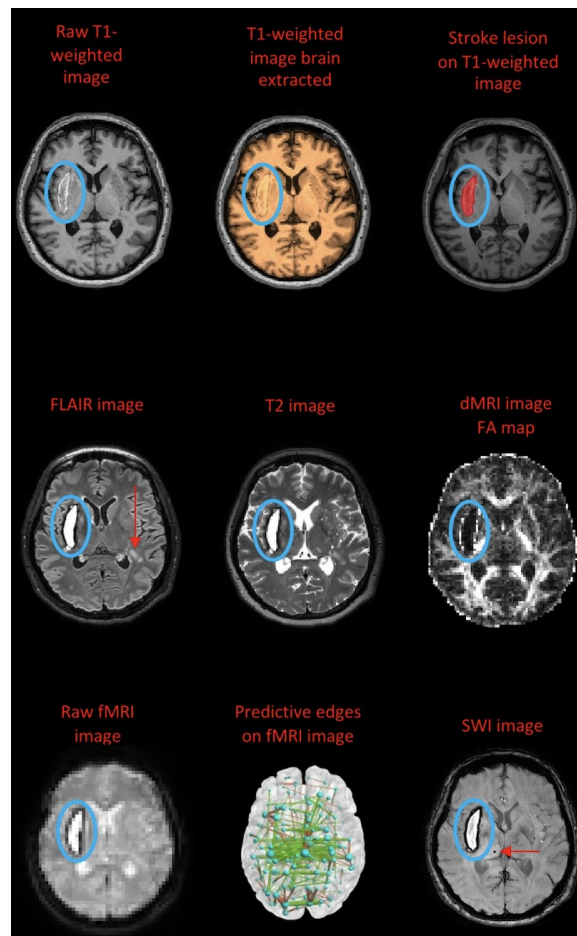 Raw T1-
weighted
image
T1-weighted
image brain
extracted
Stroke lesion
on T1-weighted
image
FLAIR image
T2 image
dMRI image
FA map
Raw fMRI
image
Predictive edges
on fMRI image
SWI image